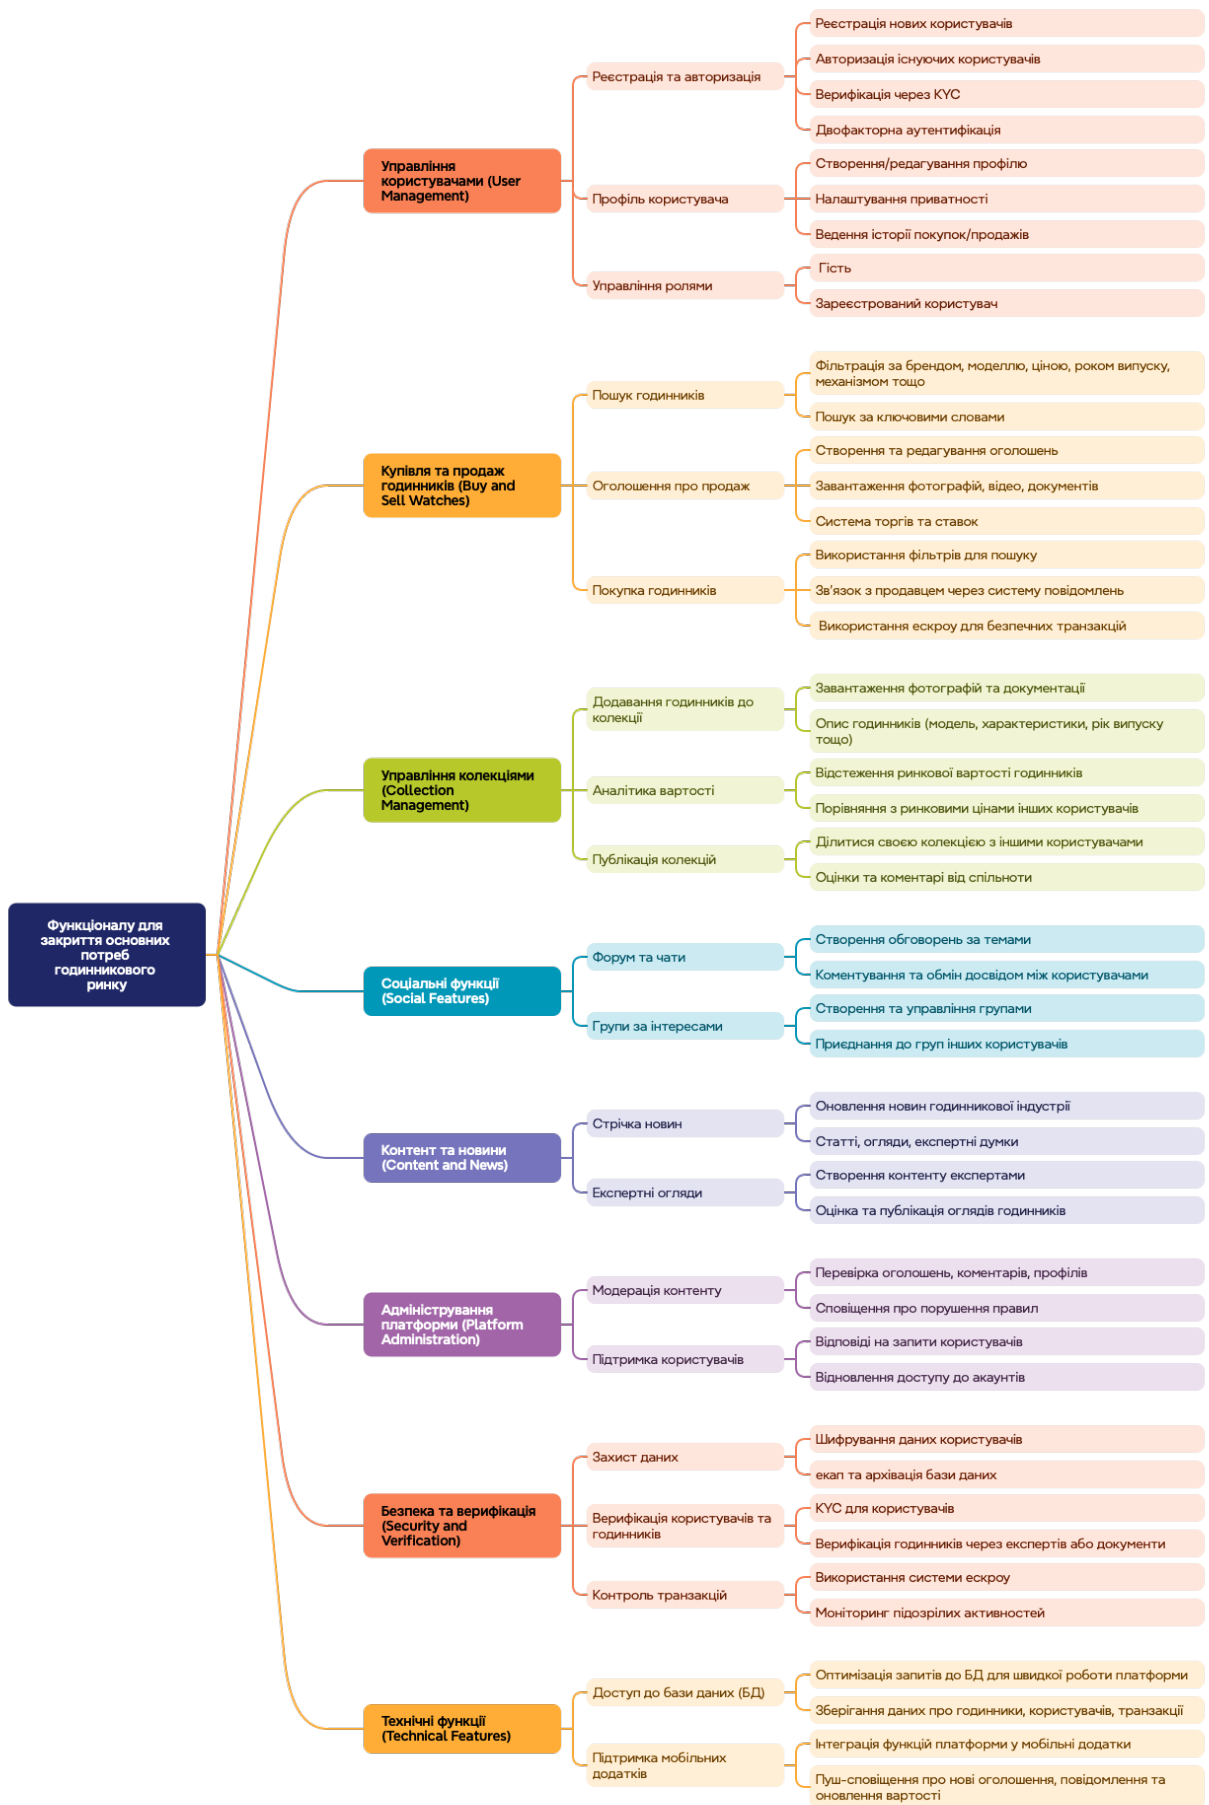 Функціоналу для
закриття основних
потреб
годинникового
ринку
Управління
користувачами (User
Management)
Реєстрація та авторизація
Реєстрація нових користувачів
Авторизація існуючих користувачів
Верифікація через KYC
Двофакторна аутентифікація
Профіль користувача
Створення/редагування профілю
Налаштування приватності
Ведення історії покупок/продажів
Управління ролями
Гість
Зареєстрований користувач
Купівля та продаж
годинників (Buy and
Sell Watches)
Пошук годинників
Фільтрація за брендом, моделлю, ціною, роком випуску,
механізмом тощо
Пошук за ключовими словами
Оголошення про продаж
Створення та редагування оголошень
Завантаження фотографій, відео, документів
Система торгів та ставок
Покупка годинників
Використання фільтрів для пошуку
Зв'язок з продавцем через систему повідомлень
Використання ескроу для безпечних транзакцій
Управління колекціями
(Collection
Management)
Додавання годинників до
колекції
Завантаження фотографій та документації
Опис годинників (модель, характеристики, рік випуску
тощо)
Аналітика вартості
Відстеження ринкової вартості годинників
Порівняння з ринковими цінами інших користувачів
Публікація колекцій
Ділитися своєю колекцією з іншими користувачами
Оцінки та коментарі від спільноти
Соціальні функції
(Social Features)
Форум та чати
Створення обговорень за темами
Коментування та обмін досвідом між користувачами
Групи за інтересами
Створення та управління групами
Приєднання до груп інших користувачів
Контент та новини
(Content and News)
Стрічка новин
Оновлення новин годинникової індустрії
Статті, огляди, експертні думки
Експертні огляди
Створення контенту експертами
Оцінка та публікація оглядів годинників
Адміністрування
платформи (Platform
Administration)
Модерація контенту
Перевірка оголошень, коментарів, профілів
Сповіщення про порушення правил
Підтримка користувачів
Відповіді на запити користувачів
Відновлення доступу до акаунтів
Безпека та верифікація
(Security and
Verification)
Захист даних
Шифрування даних користувачів
екап та архівація бази даних
Верифікація користувачів та
годинників
KYC для користувачів
Верифікація годинників через експертів або документи
Контроль транзакцій
Використання системи ескроу
Моніторинг підозрілих активностей
Технічні функції
(Technical Features)
Доступ до бази даних (БД)
Оптимізація запитів до БД для швидкої роботи платформи
Зберігання даних про годинники, користувачів, транзакції
Підтримка мобільних
додатків
Інтеграція функцій платформи у мобільні додатки
Пуш-сповіщення про нові оголошення, повідомлення та
оновлення вартості